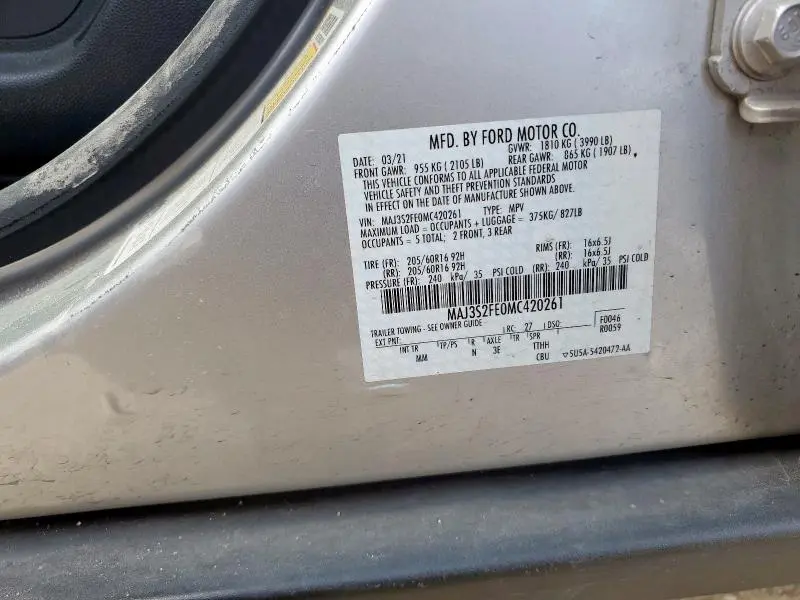 MFD. BY FORD MOTOR CO.
DATE: 03/21 GVWR: 1810 KG ( 3990 LB)
FRONT GAWR: 955 KG ( 2105 LB) REAR GAWR: 865 KG ( 1907 LB)
THIS VEHICLE CONFORMS TO ALL APPLICABLE FEDERAL MOTOR
VEHICLE SAFETY AND THEFT PREVENTION STANDARDS
IN EFFECT ON THE DATE OF MANUFACTURE SHOWN ABOVE.
VIN: MAJ3S2FE0MC420261 TYPE: MPV
MAXIMUM LOAD = OCCUPANTS + LUGGAGE = 375KG/ 827LB
OCCUPANTS = 5 TOTAL; 2 FRONT, 3 REAR
TIRE (FR): 205/60R16 92H RIMS (FR): 16x6.5J
(RR): 205/60R16 92H (RR): 16x6.5J
PRESSURE (FR): 240 kPa/ 35 PSI COLD (RR): 240 kPa/ 35 PSI COLD
MAJ3S2FE0MC420261
TRAILER TOWING - SEE OWNER GUIDE
EXT PNT: RC: 27 DSO: F0046
R0059
INT TR TP/PS R AXLE TR SPR
MM N 3E TTHH
CBU SU5A-5420472-AA